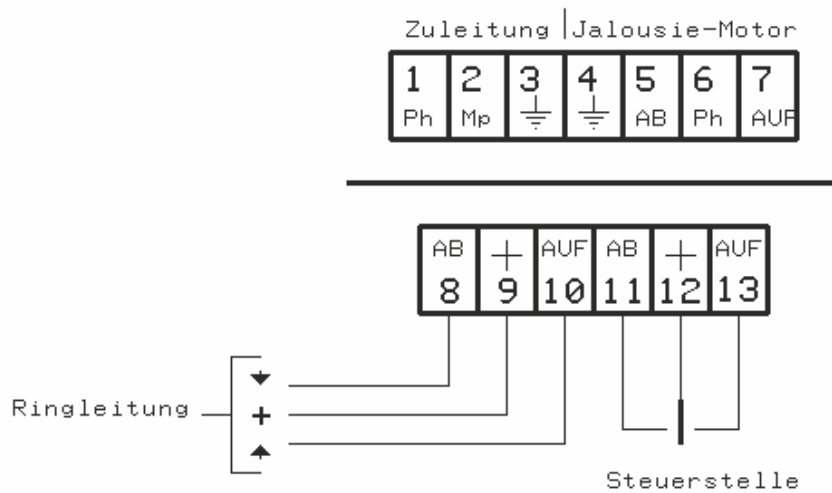 Zuleitung Jalousie-Motor
1 2 3 4 5 6 7
Ph Mp AB Ph AUF
AB + AUF AB + AUF
8 9 10 11 12 13
Ringleitung +
Steuerstelle